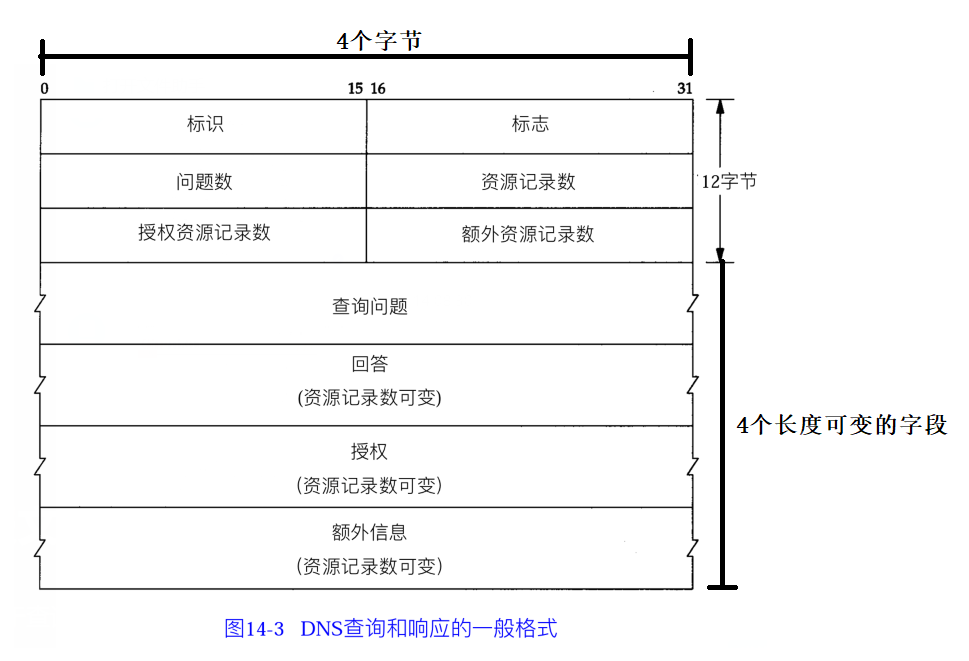 4个字节
0 15 16 31
标识 标志
问题数 资源记录数
12字节
授权资源记录数 额外资源记录数
查询问题
回答
(资源记录数可变)
4个长度可变的字段
授权
(资源记录数可变)
额外信息
(资源记录数可变)
图14-3 DNS查询和响应的一般格式